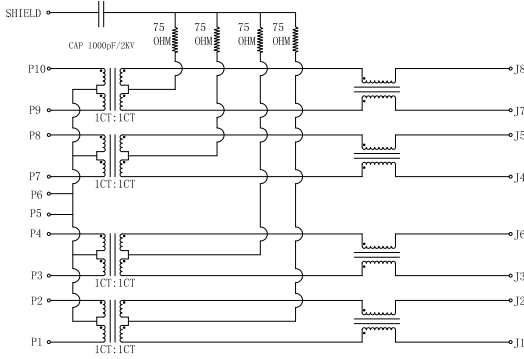 SHIELD
75 OHM
75 OHM
75 OHM
75 OHM
CAP 1000pF/2KV
P10
J8
P9
J7
1CT:1CT
P8
J5
P7
J4
1CT:1CT
P6
P5
P4
J6
P3
J3
1CT:1CT
P2
J2
P1
J1
1CT:1CT